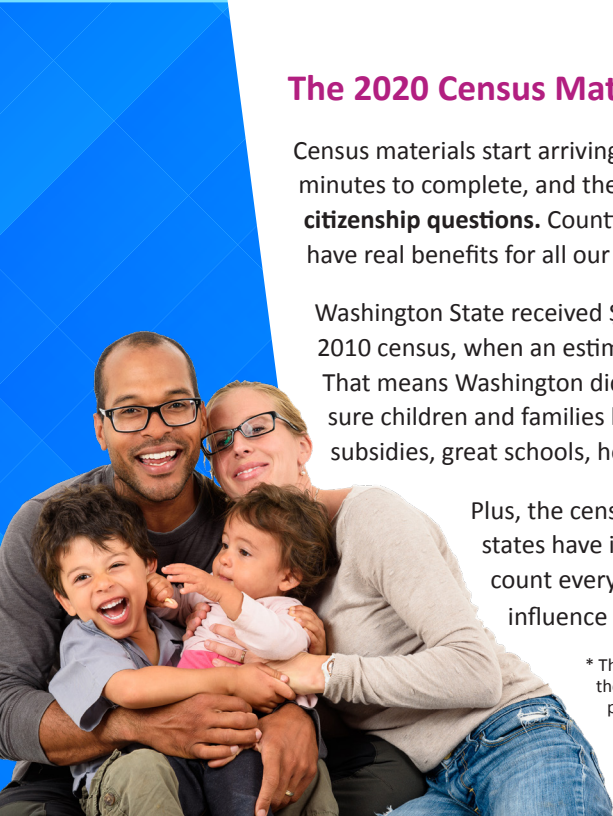 The 2020 Census Mat
Census materials start arriving
minutes to complete, and the
citizenship questions. Count
have real benefits for all our
Washington State received
2010 census, when an estim
That means Washington did
sure children and families
subsidies, great schools, h
Plus, the cens
states have i
count every
influence
* Th
the
p